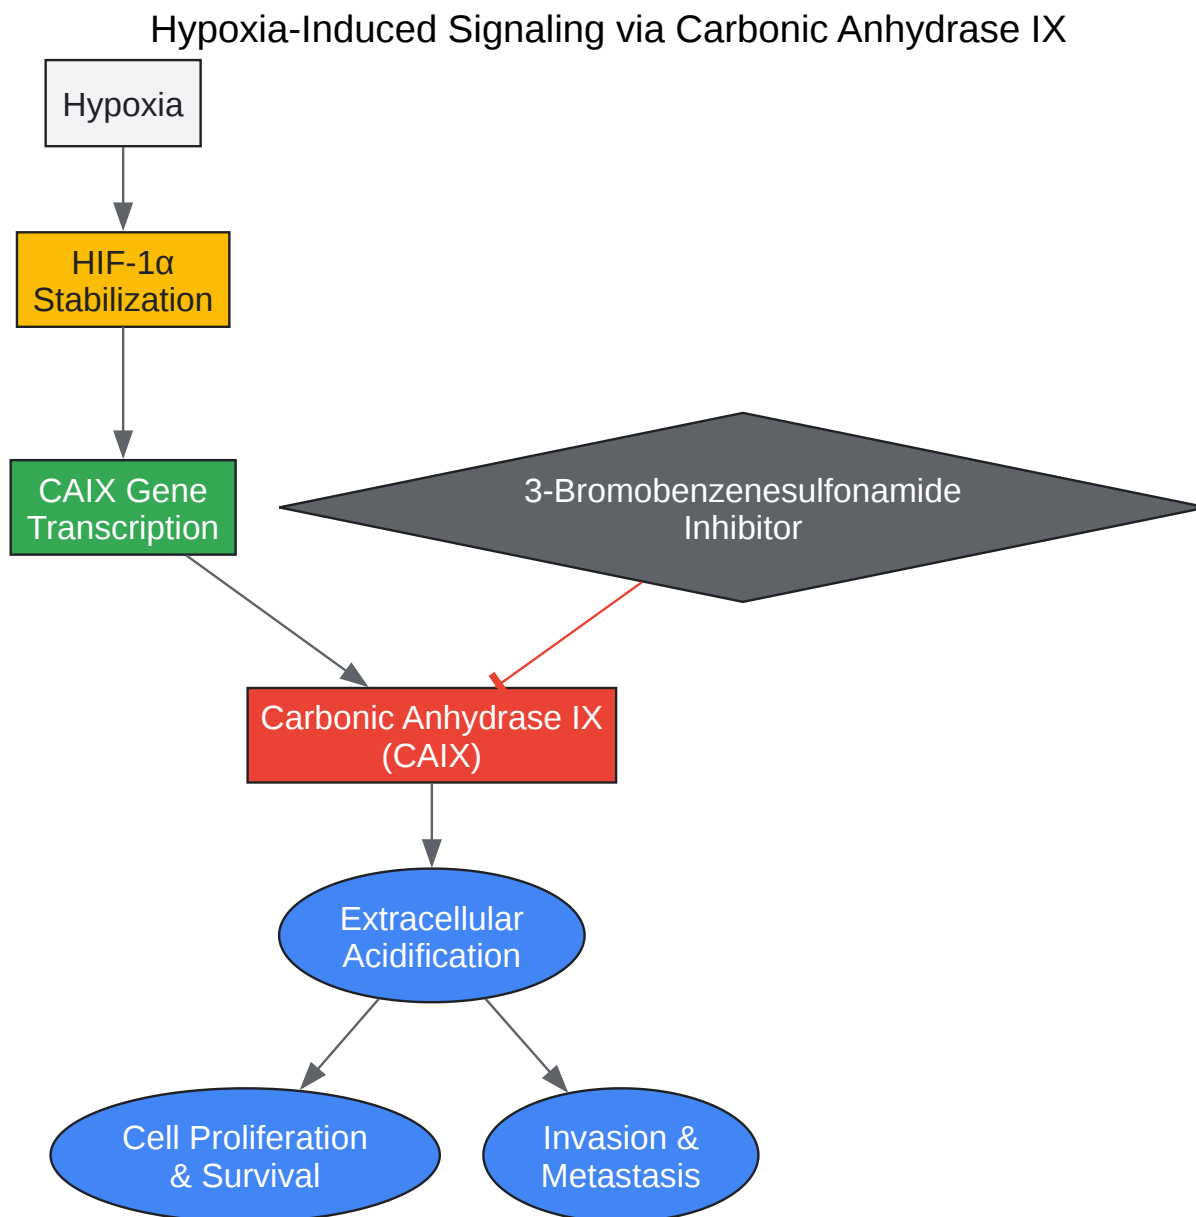 Hypoxia-Induced Signaling via Carbonic Anhydrase IX
Hypoxia
HIF-1α
Stabilization
CAIX Gene
Transcription
3-Bromobenzenesulfonamide
Inhibitor
Carbonic Anhydrase IX
(CAIX)
Extracellular
Acidification
Cell Proliferation
& Survival
Invasion &
Metastasis